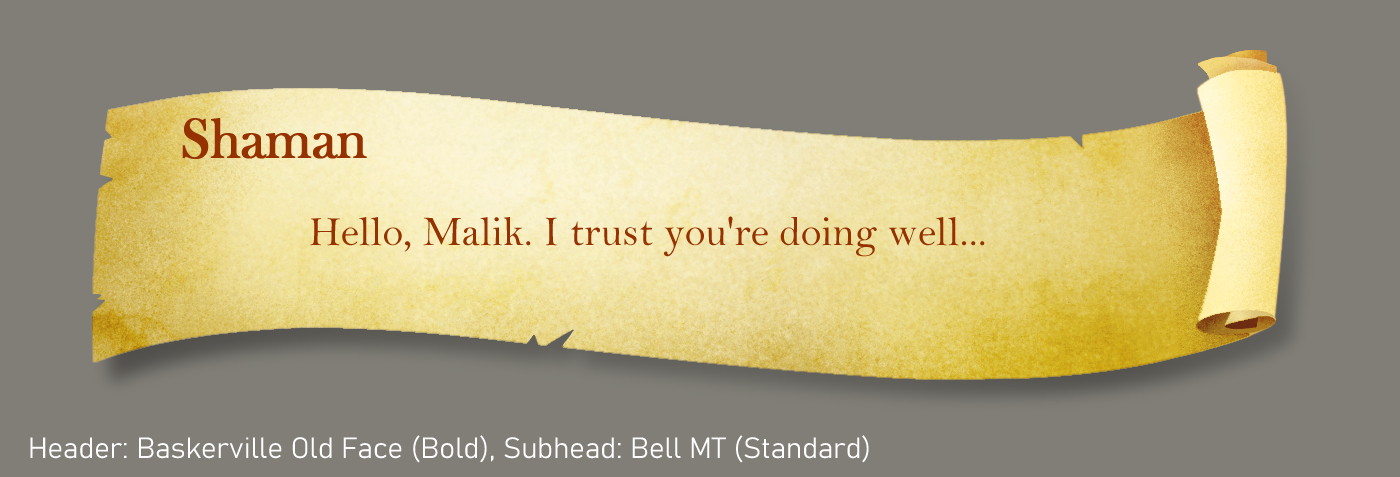 Shaman
Hello, Malik. I trust you're doing well...
Header: Baskerville Old Face (Bold), Subhead: Bell MT (Standard)